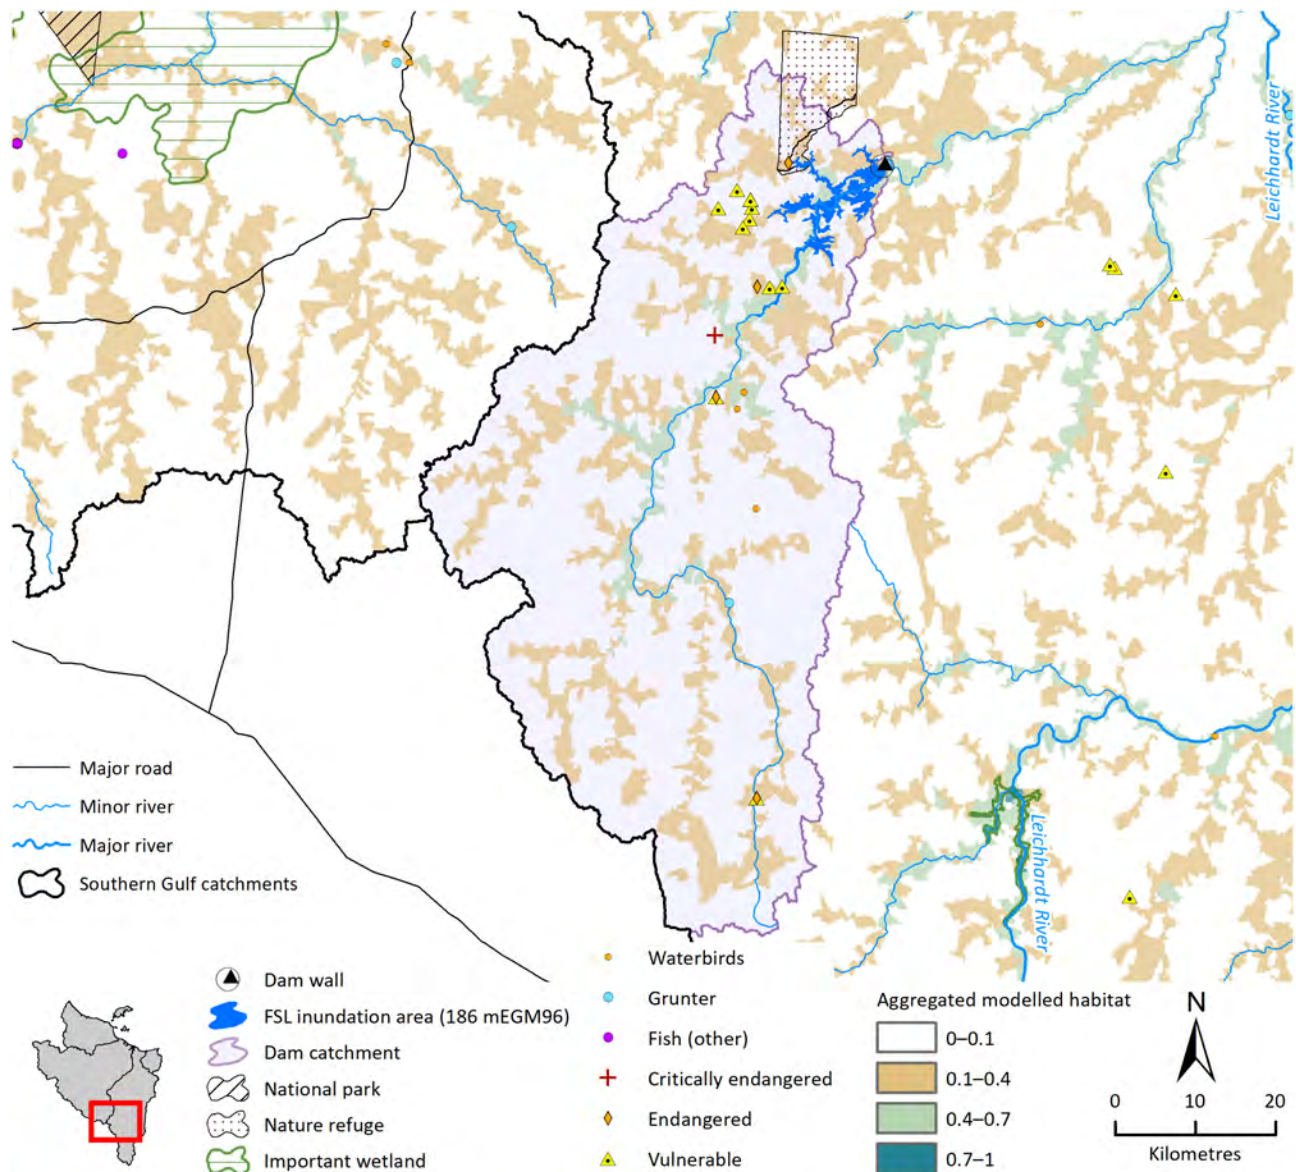 Leichhardt River
Leichhardt River
Major road
Minor river
Major river
Southern Gulf catchments
Dam wall
FSL inundation area (186 mEGM96)
Dam catchment
National park
Nature refuge
Important wetland
Waterbirds
Grunter
Fish (other)
Critically endangered
Endangered
Vulnerable
Aggregated modelled habitat
0–0.1
0.1–0.4
0.4–0.7
0.7–1
N
0 10 20
Kilometres